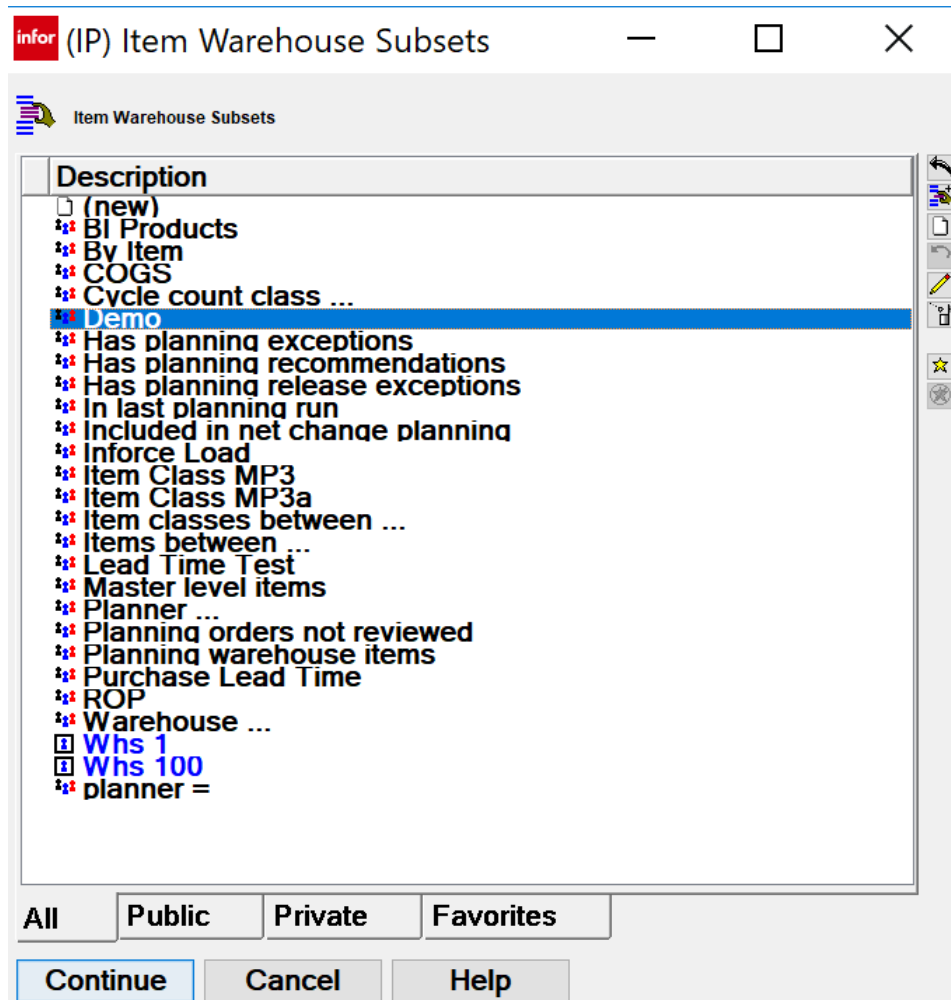 infor (IP) Item Warehouse Subsets
Item Warehouse Subsets
Description
(new)
BI Products
By Item
COGS
Cycle count class ...
Demo
Has planning exceptions
Has planning recommendations
Has planning release exceptions
In last planning run
Included in net change planning
Inforce Load
Item Class MP3
Item Class MP3a
Item classes between ...
Items between ...
Lead Time Test
Master level items
Planner ...
Planning orders not reviewed
Planning warehouse items
Purchase Lead Time
ROP
Warehouse ...
Whs 1
Whs 100
planner =
All Public Private Favorites
Continue Cancel Help